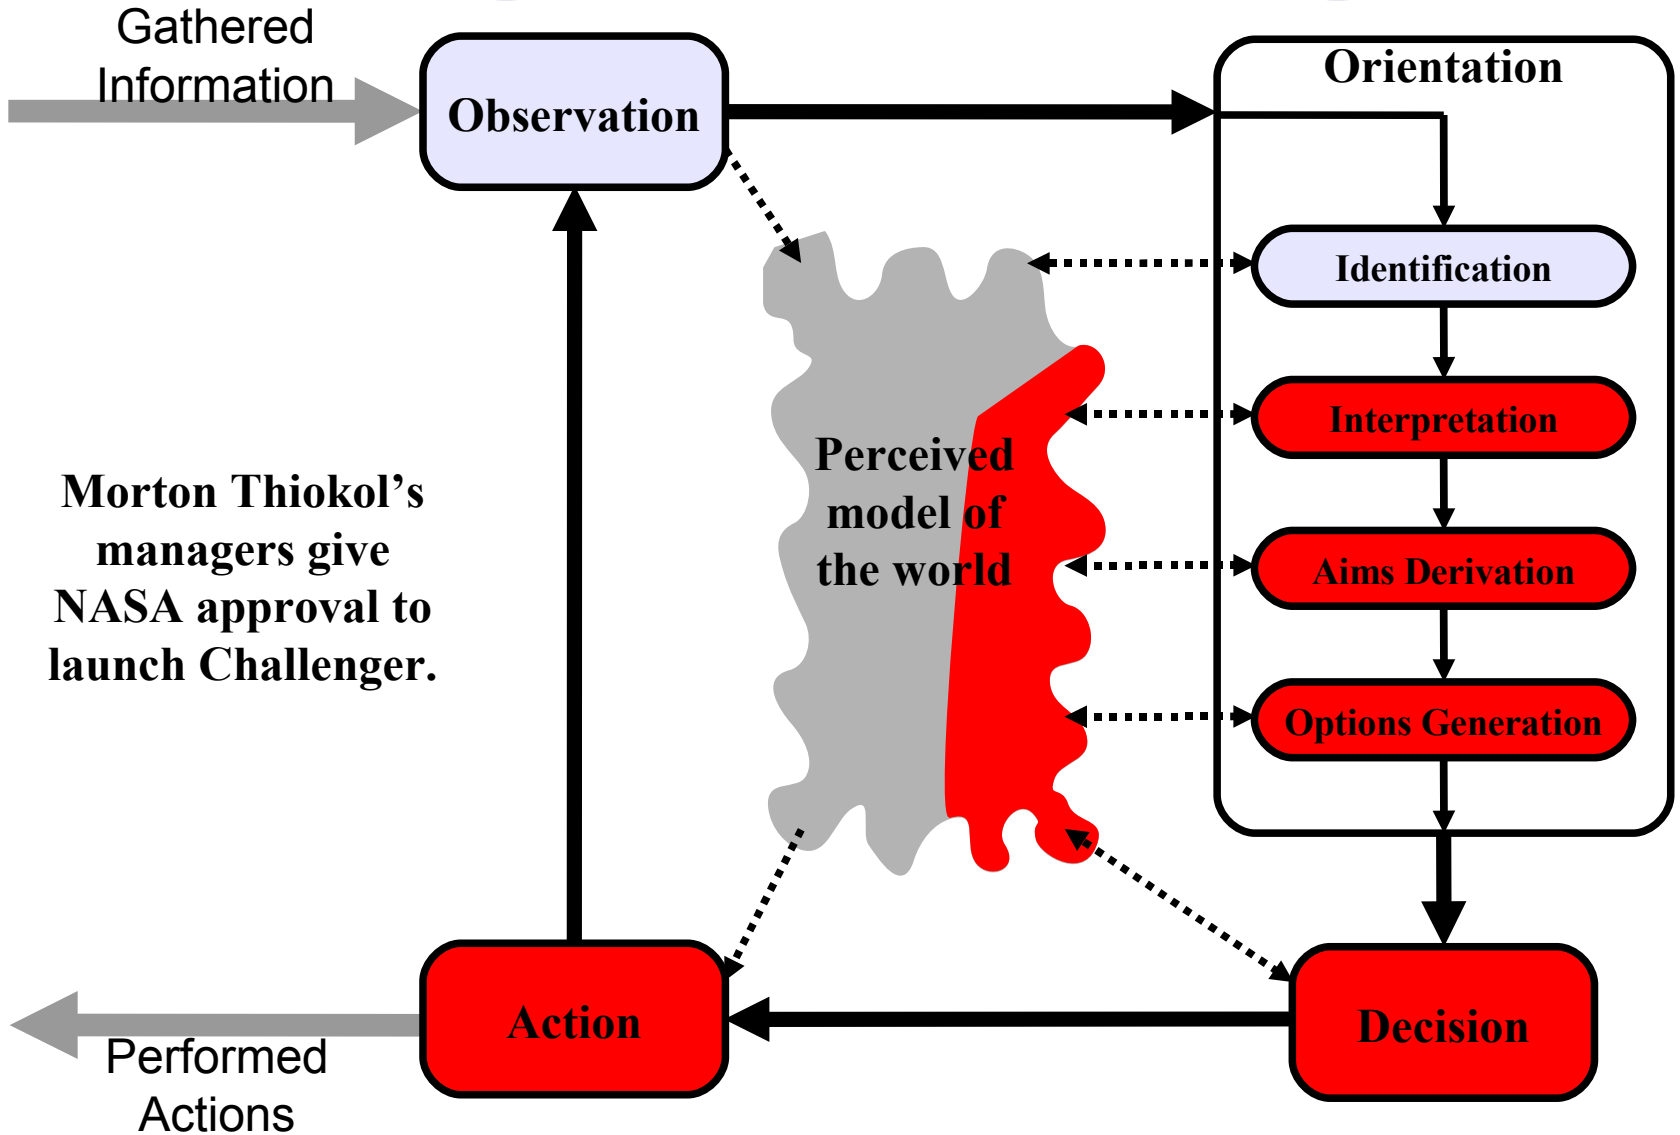 Gathered
Information
Observation
Orientation
Identification
Interpretation
Aims Derivation
Options Generation
Perceived
model of
the world
Morton Thiokol’s
managers give
NASA approval to
launch Challenger.
Action
Decision
Performed
Actions